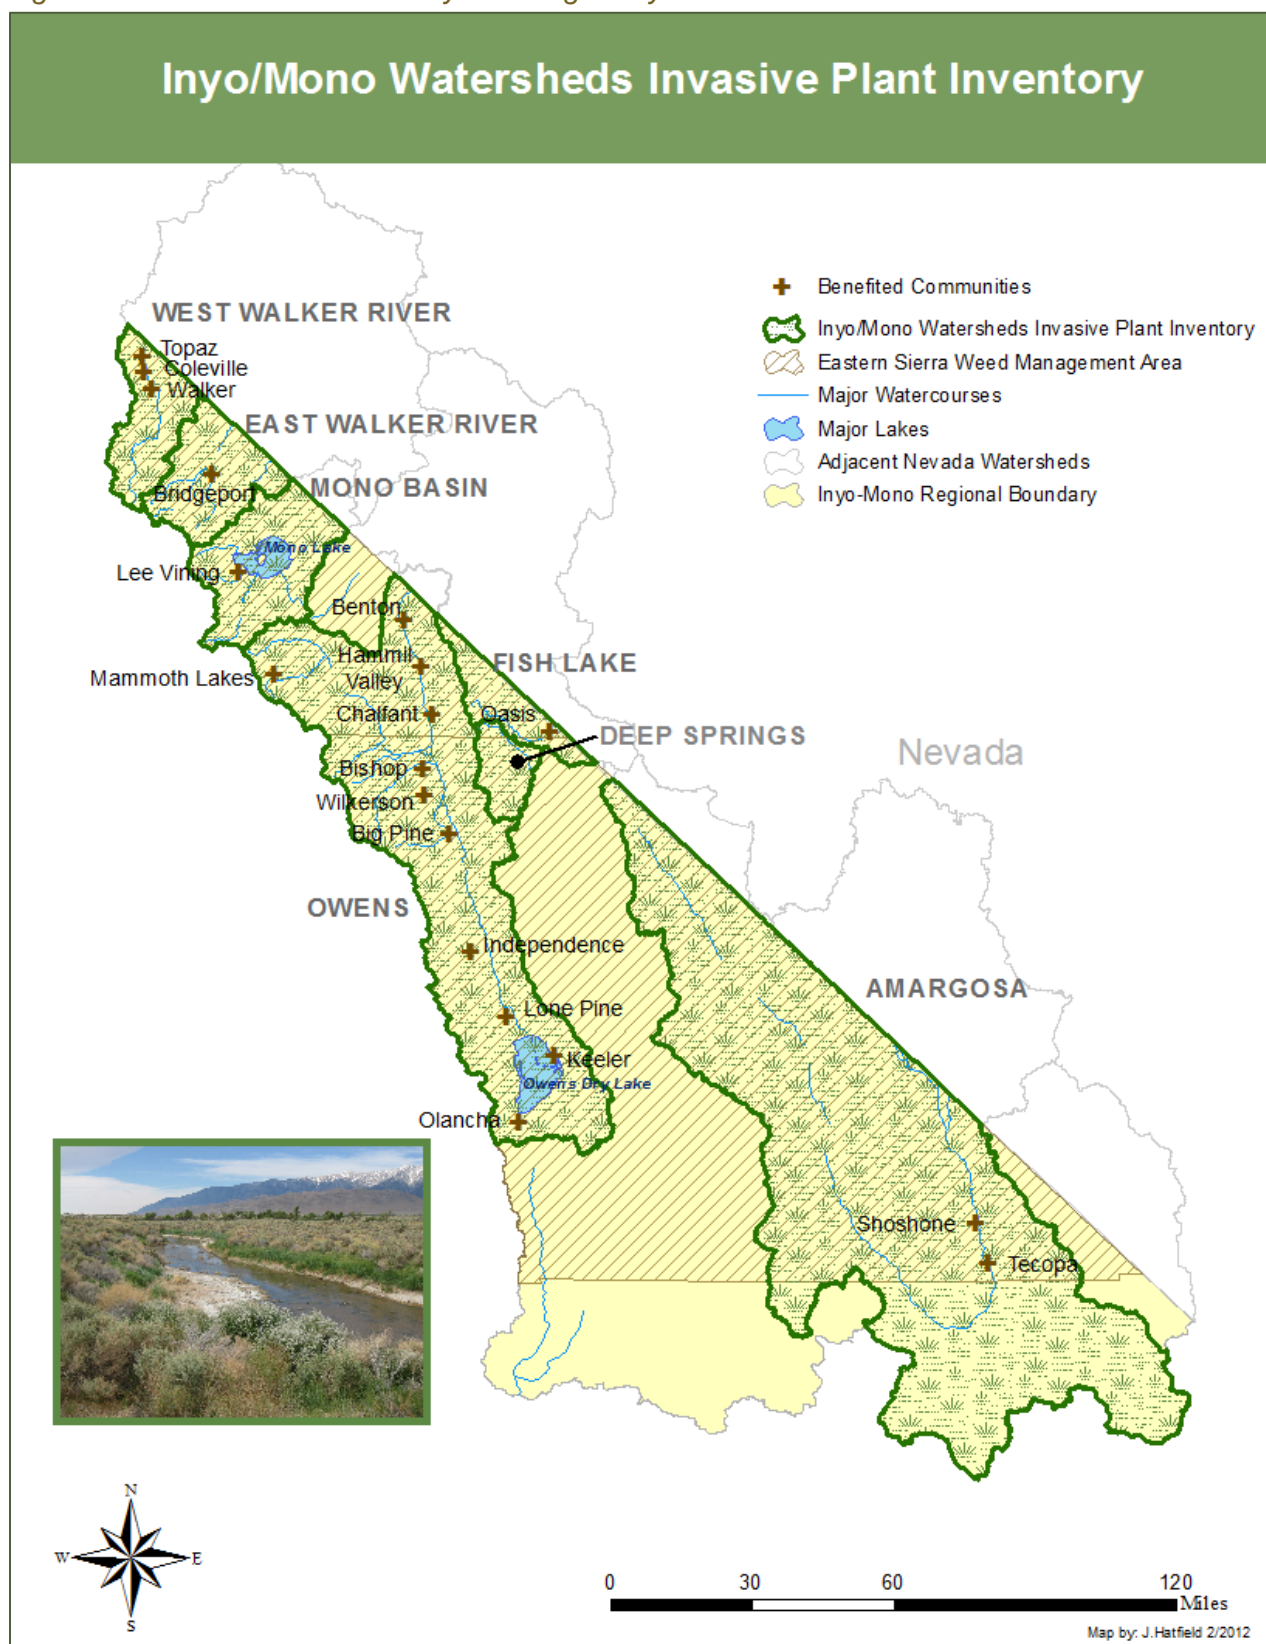 Inyo/Mono Watersheds Invasive Plant Inventory
Benefited Communities
Inyo/Mono Watersheds Invasive Plant Inventory
Eastern Sierra Weed Management Area
Major Watercourses
Major Lakes
Adjacent Nevada Watersheds
Inyo-Mono Regional Boundary
WEST WALKER RIVER
Topaz
Coleville
Walker
EAST WALKER RIVER
Bridgeport
MONO BASIN
Mono Lake
Lee Vining
Benton
Hammil
Valley
FISH LAKE
Mammoth Lakes
Chalfant
Oasis
DEEP SPRINGS
Nevada
Bishop
Wilkerson
Big Pine
OWENS
Independence
AMARGOSA
Lone Pine
Keeler
Owens Dry Lake
Olancha
Shoshone
Tecopa
N
W E
S
0 30 60 120
Miles
Map by: J.Hatfield 2/2012